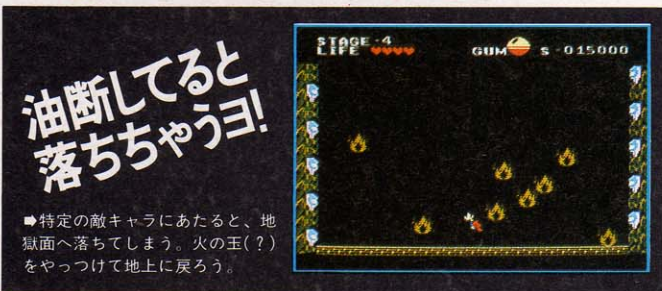 油断してると
落ちちゃうヨ!
➡特定の敵キャラにあたると、地
獄面へ落ちてしまう。火の玉(?)
をやっつけて地上に戻ろう。
STAGE-4
LIFE
GUM S-015000